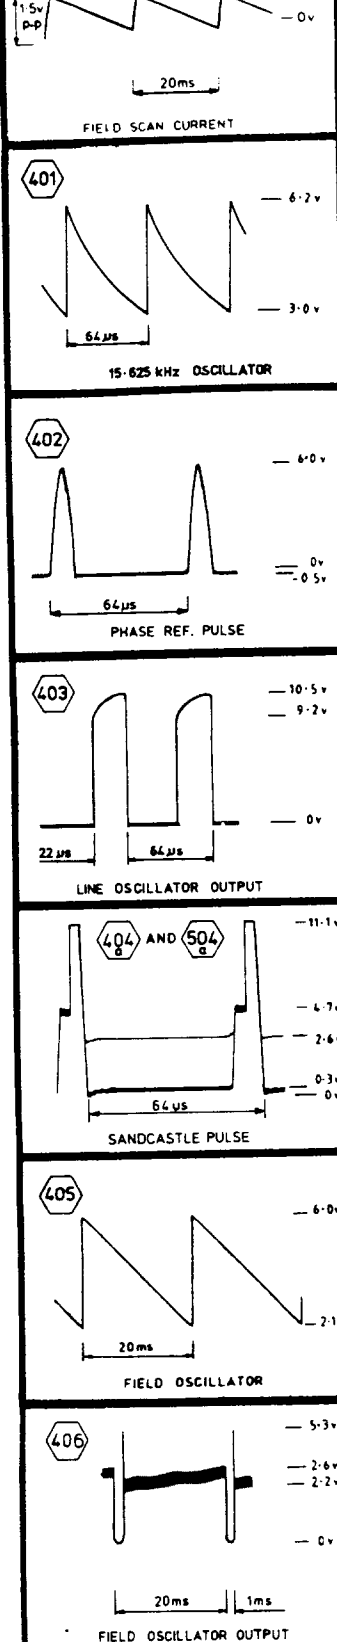 1.5v
p-p
0v
20ms
FIELD SCAN CURRENT
401
6.2v
3.0v
64µs
15.625 kHz OSCILLATOR
402
6.0v
0v
-0.5v
64µs
PHASE REF. PULSE
403
10.5v
9.2v
0v
22µs 64µs
LINE OSCILLATOR OUTPUT
404a AND 504a
11.1v
4.7v
2.6
0.3v
0v
64µs
SANDCASTLE PULSE
405
6.0v
2.1
20ms
FIELD OSCILLATOR
406
5.3v
2.6v
2.2v
0v
20ms 1ms
FIELD OSCILLATOR OUTPUT